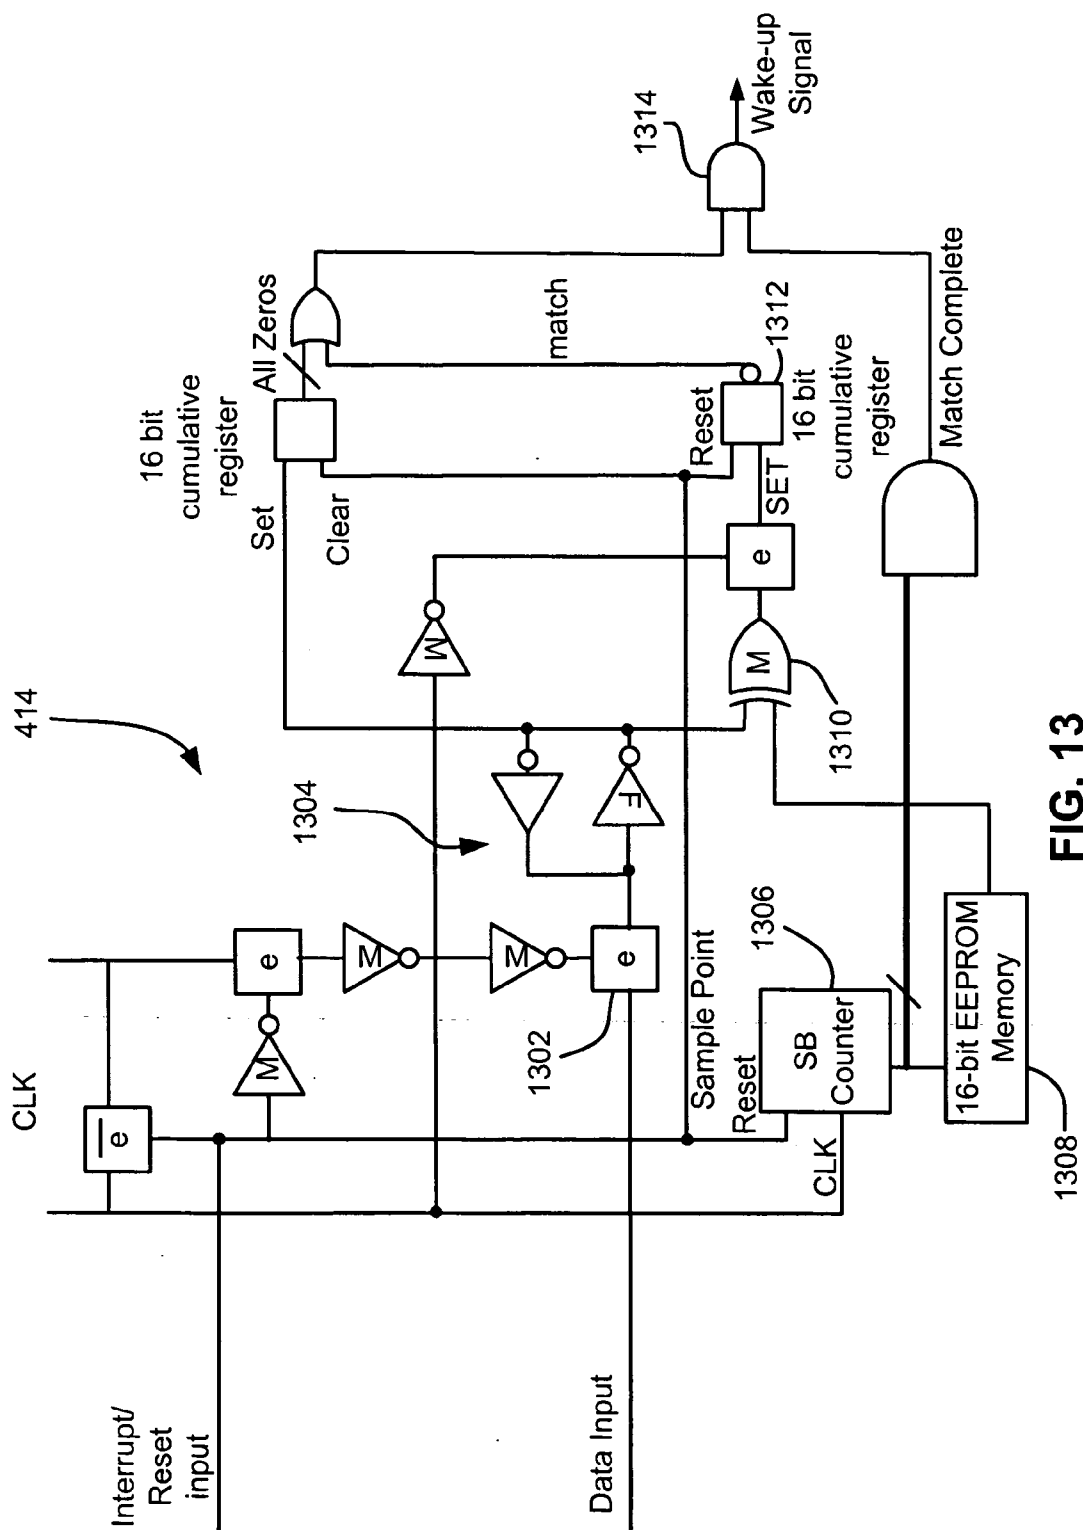 414
CLK
Interrupt/
Reset
input
Data Input
e
M
e
M
M
e
1302
1304
F
M
Sample Point
Set
Clear
16 bit
cumulative
register
All Zeros
match
Reset
SET
e
1312
16 bit
cumulative
register
M
1310
1314
Wake-up
Signal
Match Complete
Reset
CLK
SB
Counter
1306
16-bit EEPROM
Memory
1308
FIG. 13